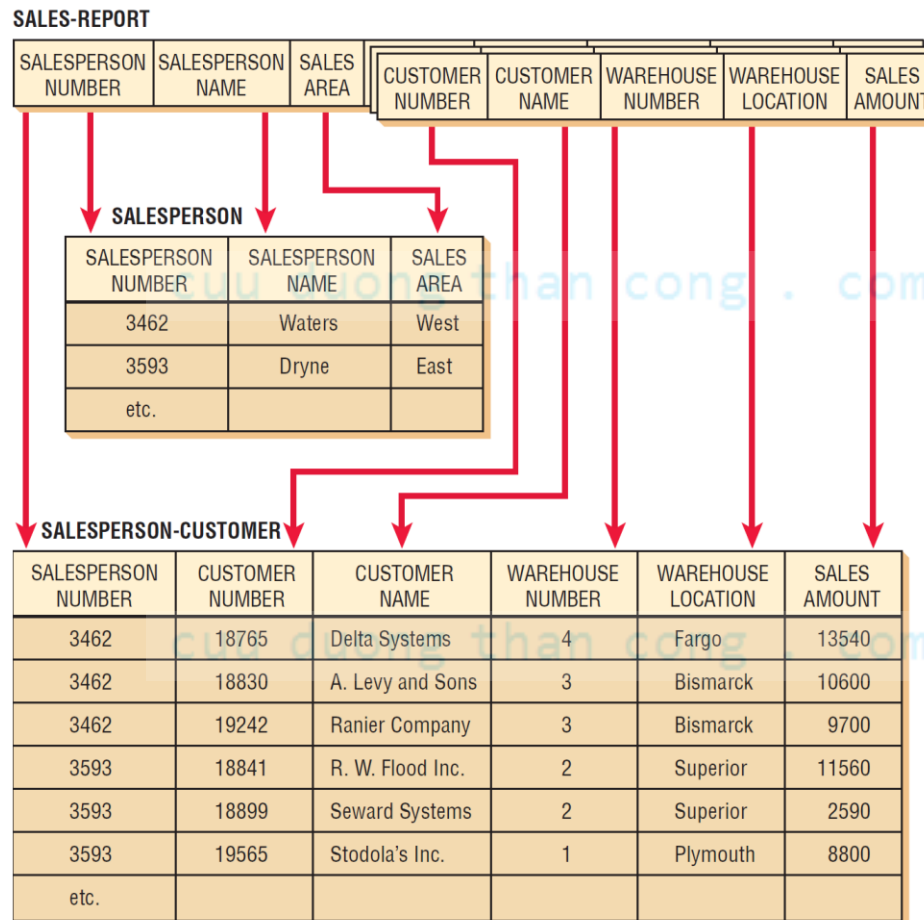 SALES-REPORT
SALESPERSON NUMBER SALESPERSON NAME SALES AREA CUSTOMER NUMBER CUSTOMER NAME WAREHOUSE NUMBER WAREHOUSE LOCATION SALES AMOUNT
SALESPERSON
SALESPERSON NUMBER SALESPERSON NAME SALES AREA
cuu duong than cong . com
3462 Waters West
3593 Dryne East
etc.
SALESPERSON-CUSTOMER
SALESPERSON NUMBER CUSTOMER NUMBER CUSTOMER NAME WAREHOUSE NUMBER WAREHOUSE LOCATION SALES AMOUNT
3462 18765 Delta Systems 4 Fargo 13540
cuu duong than cong . com
3462 18830 A. Levy and Sons 3 Bismarck 10600
3462 19242 Ranier Company 3 Bismarck 9700
3593 18841 R. W. Flood Inc. 2 Superior 11560
3593 18899 Seward Systems 2 Superior 2590
3593 19565 Stodola's Inc. 1 Plymouth 8800
etc.